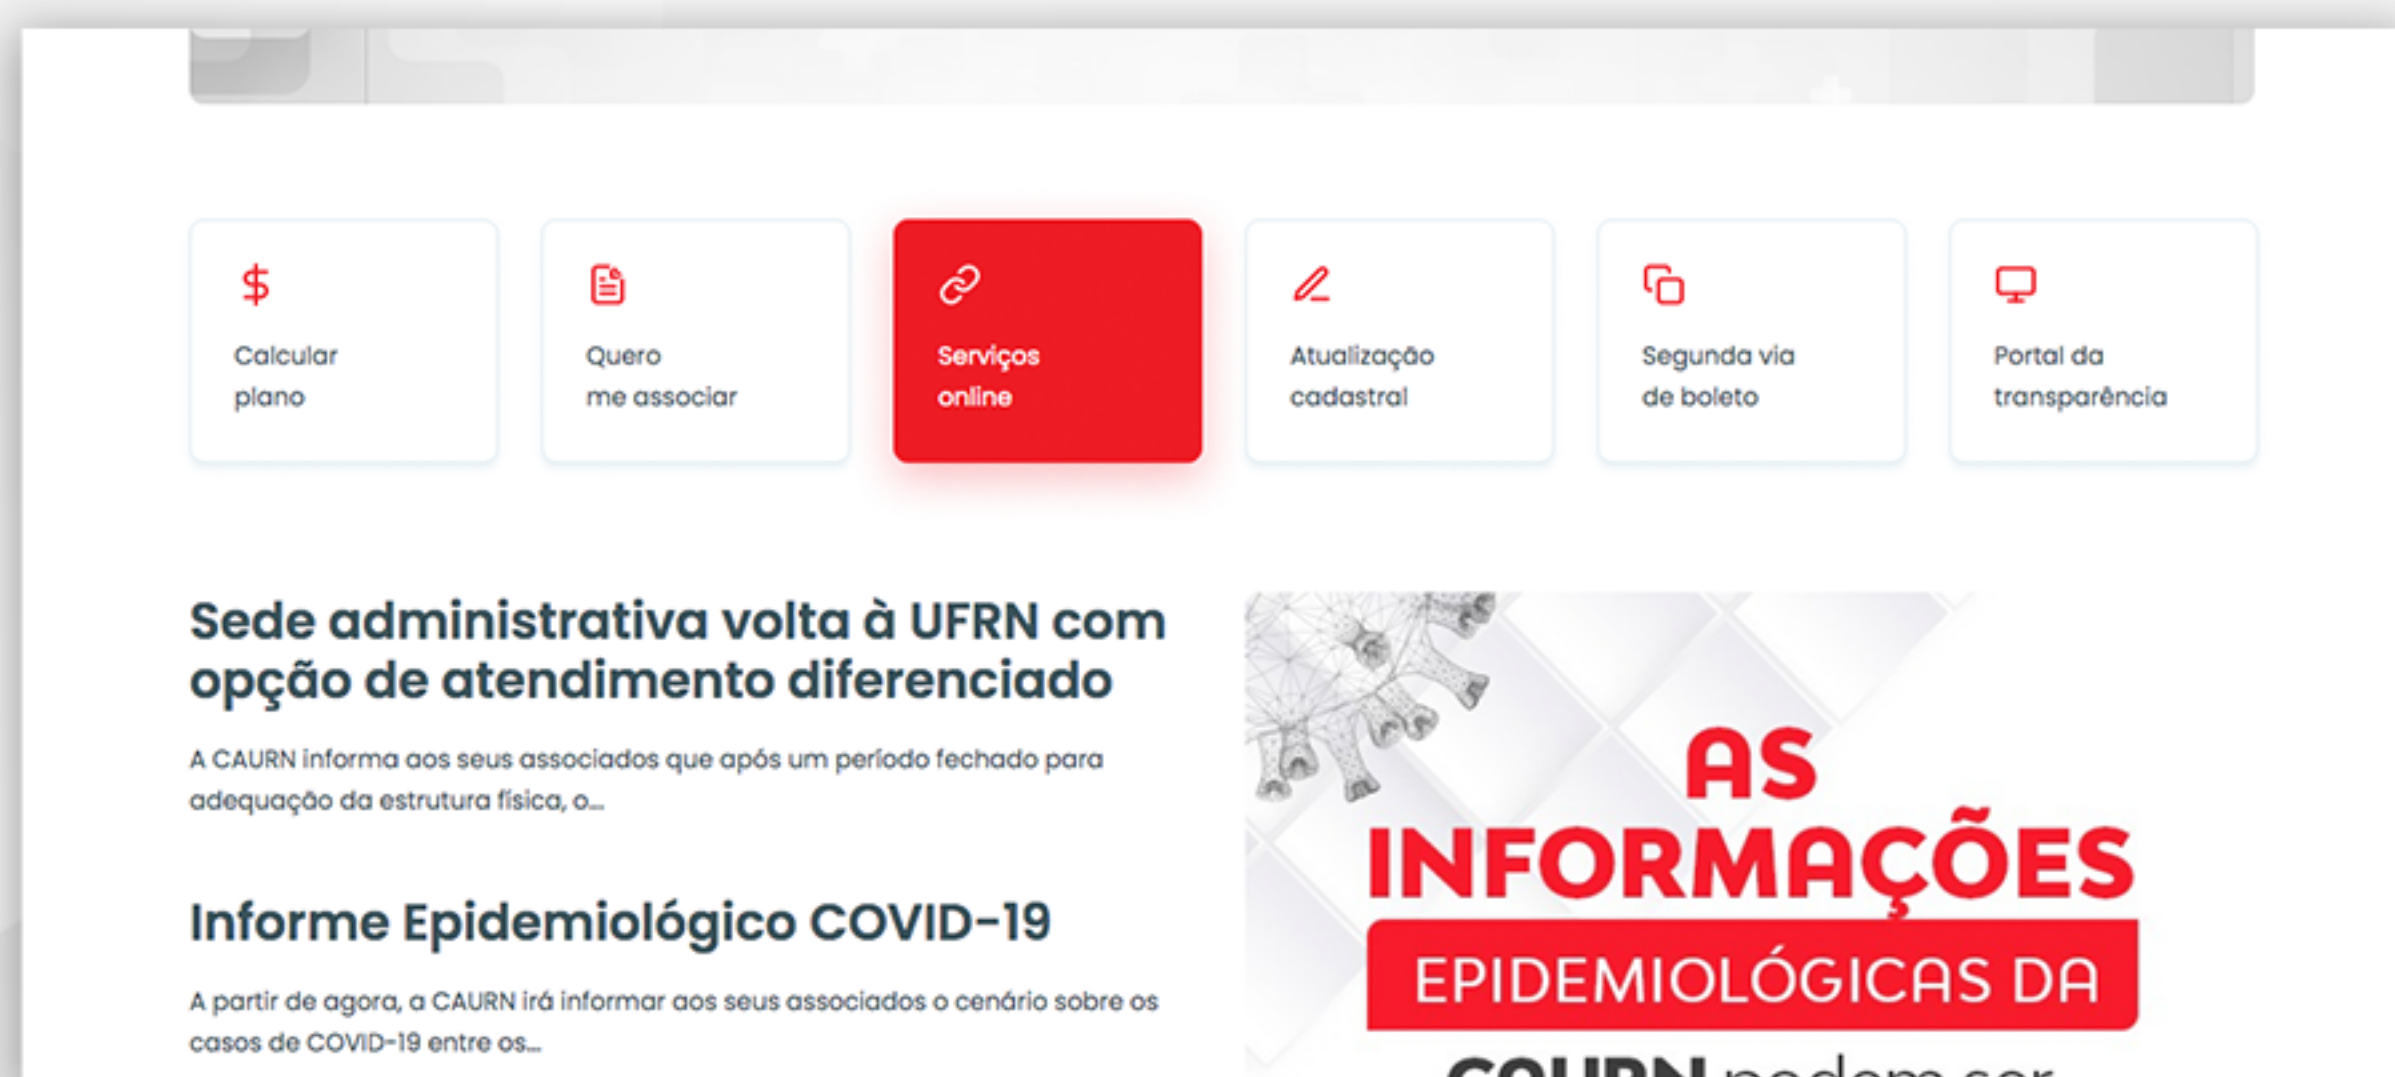 Calcular
plano
Quero
me associar
Serviços
online
Atualização
cadastral
Segunda via
de boleto
Portal da
transparência
Sede administrativa volta à UFRN com
opção de atendimento diferenciado
A CAURN informa aos seus associados que após um período fechado para
adequação da estrutura física, o...
Informe Epidemiológico COVID-19
A partir de agora, a CAURN irá informar aos seus associados o cenário sobre os
casos de COVID-19 entre os...
AS
INFORMAÇÕES
EPIDEMIOLÓGICAS DA
CAURN podem ser